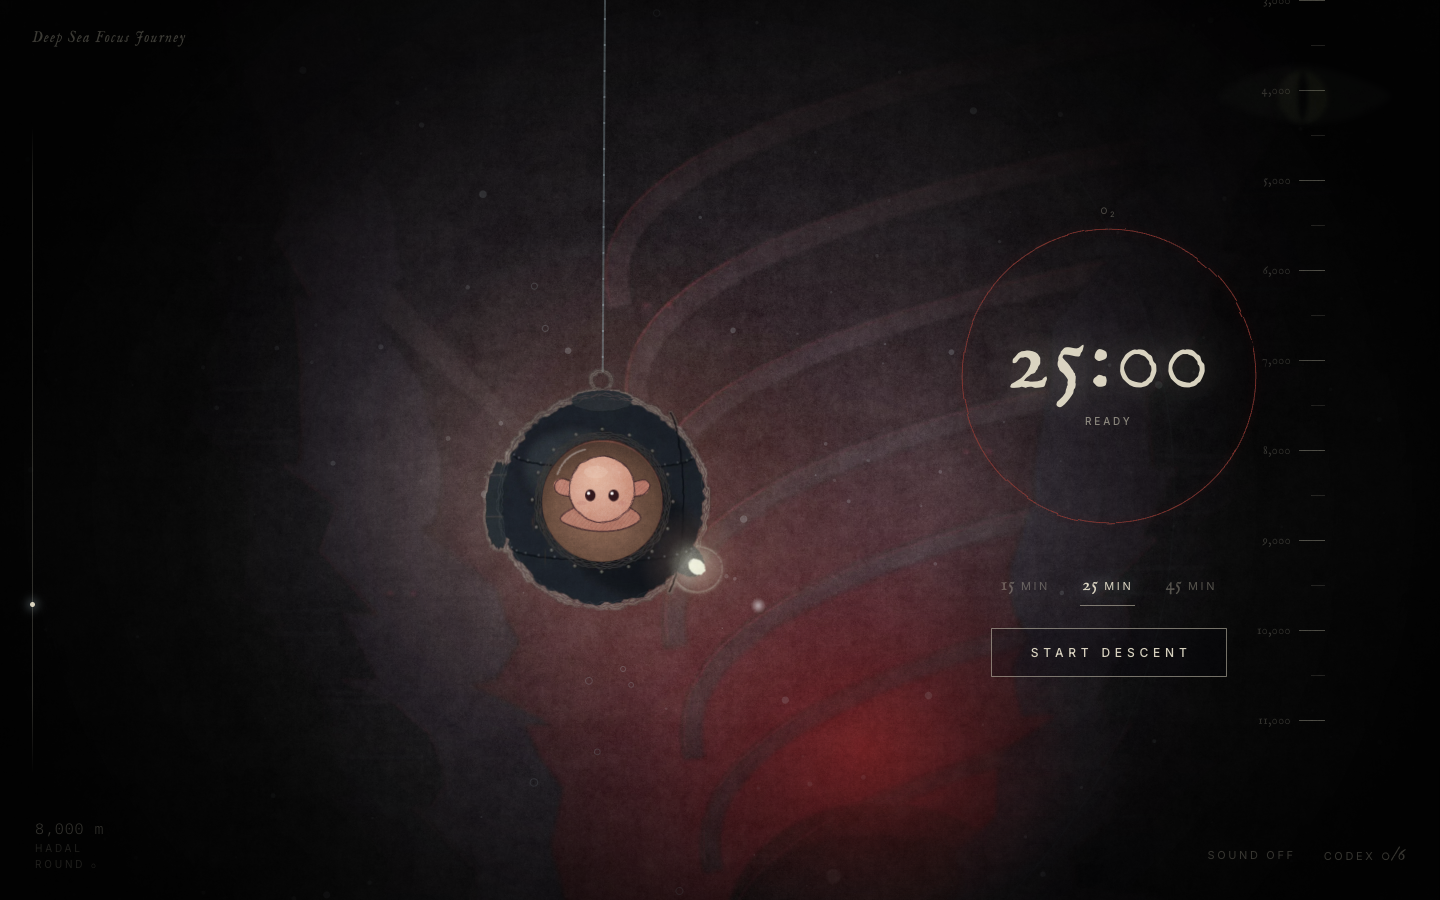 Deep Sea Focus Journey
3,000
4,000
5,000
6,000
7,000
8,000
9,000
10,000
11,000
O₂
25:00
READY
15 MIN
25 MIN
45 MIN
START DESCENT
8,000 m
HADAL
ROUND
SOUND OFF
CODEX 0/6